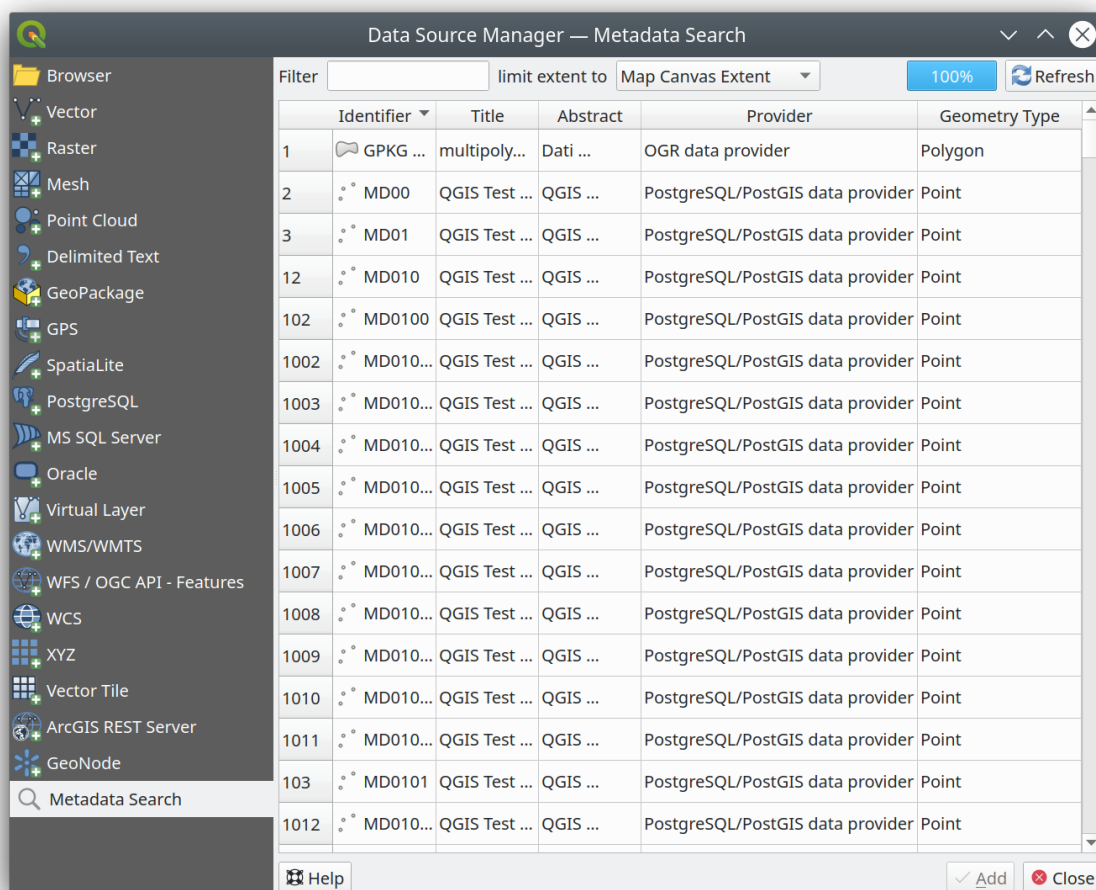 Data Source Manager — Metadata Search
Browser
Vector
Raster
Mesh
Point Cloud
Delimited Text
GeoPackage
GPS
SpatiaLite
PostgreSQL
MS SQL Server
Oracle
Virtual Layer
WMS/WMTS
WFS / OGC API - Features
WCS
XYZ
Vector Tile
ArcGIS REST Server
GeoNode
Metadata Search
Filter limit extent to Map Canvas Extent 100% Refresh
Identifier Title Abstract Provider Geometry Type
1 GPKG ... multipoly... Dati ... OGR data provider Polygon
2 MD00 QGIS Test ... QGIS ... PostgreSQL/PostGIS data provider Point
3 MD01 QGIS Test ... QGIS ... PostgreSQL/PostGIS data provider Point
12 MD010 QGIS Test ... QGIS ... PostgreSQL/PostGIS data provider Point
102 MD0100 QGIS Test ... QGIS ... PostgreSQL/PostGIS data provider Point
1002 MD010... QGIS Test ... QGIS ... PostgreSQL/PostGIS data provider Point
1003 MD010... QGIS Test ... QGIS ... PostgreSQL/PostGIS data provider Point
1004 MD010... QGIS Test ... QGIS ... PostgreSQL/PostGIS data provider Point
1005 MD010... QGIS Test ... QGIS ... PostgreSQL/PostGIS data provider Point
1006 MD010... QGIS Test ... QGIS ... PostgreSQL/PostGIS data provider Point
1007 MD010... QGIS Test ... QGIS ... PostgreSQL/PostGIS data provider Point
1008 MD010... QGIS Test ... QGIS ... PostgreSQL/PostGIS data provider Point
1009 MD010... QGIS Test ... QGIS ... PostgreSQL/PostGIS data provider Point
1010 MD010... QGIS Test ... QGIS ... PostgreSQL/PostGIS data provider Point
1011 MD010... QGIS Test ... QGIS ... PostgreSQL/PostGIS data provider Point
103 MD0101 QGIS Test ... QGIS ... PostgreSQL/PostGIS data provider Point
1012 MD010... QGIS Test ... QGIS ... PostgreSQL/PostGIS data provider Point
Help Add Close